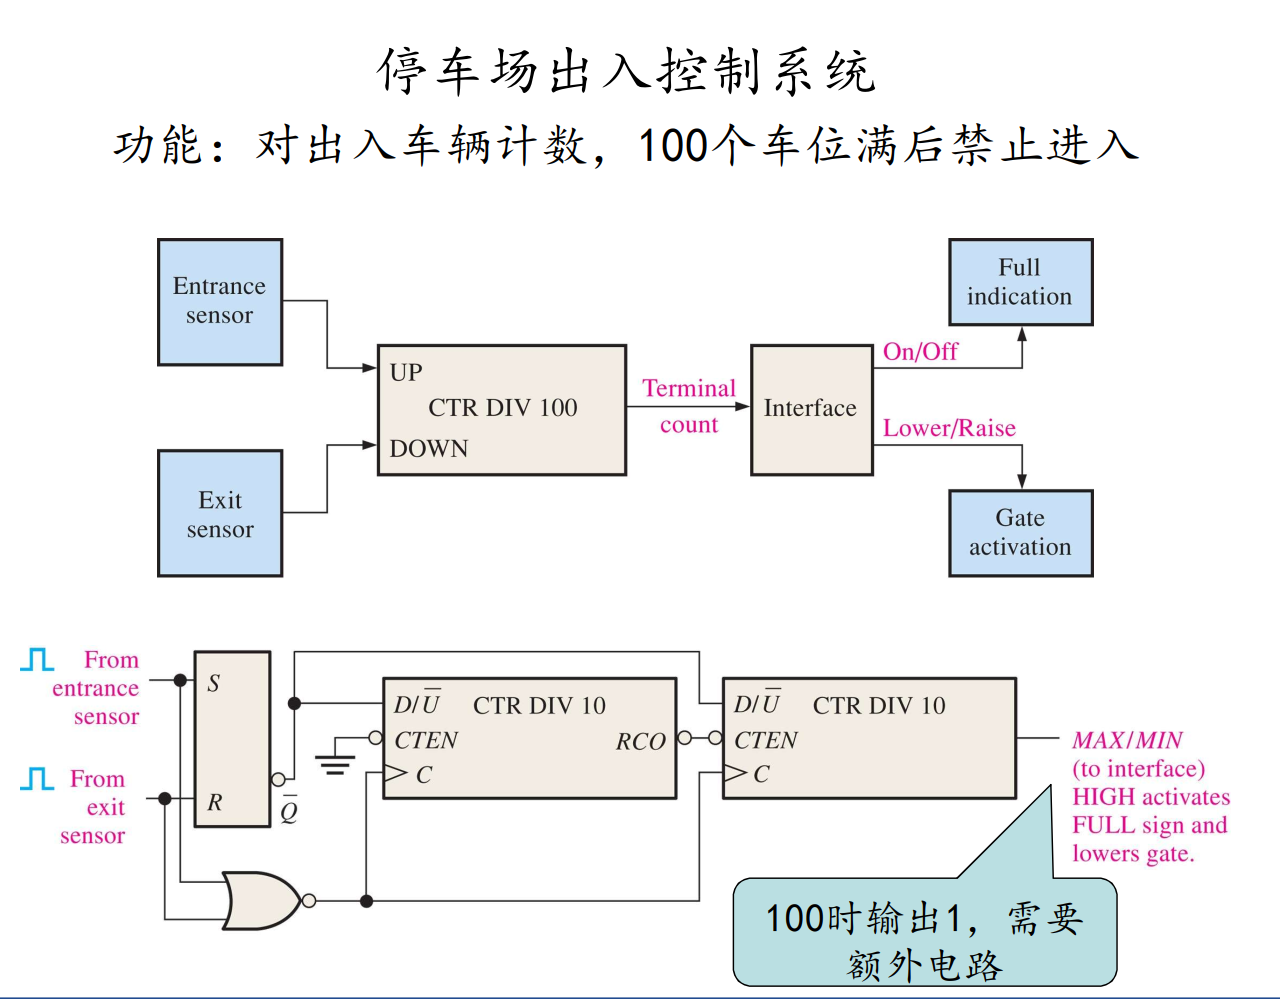 停车场出入控制系统
功能：对出入车辆计数，100个车位满后禁止进入
Entrance
sensor
Exit
sensor
UP
CTR DIV 100
DOWN
Terminal
count
Interface
On/Off
Lower/Raise
Full
indication
Gate
activation
From
entrance
sensor
From
exit
sensor
S
R
Q̅
D/U̅ CTR DIV 10
CTEN RCO
C
D/U̅ CTR DIV 10
CTEN
C
MAX/MIN
(to interface)
HIGH activates
FULL sign and
lowers gate.
100时输出1，需要
额外电路